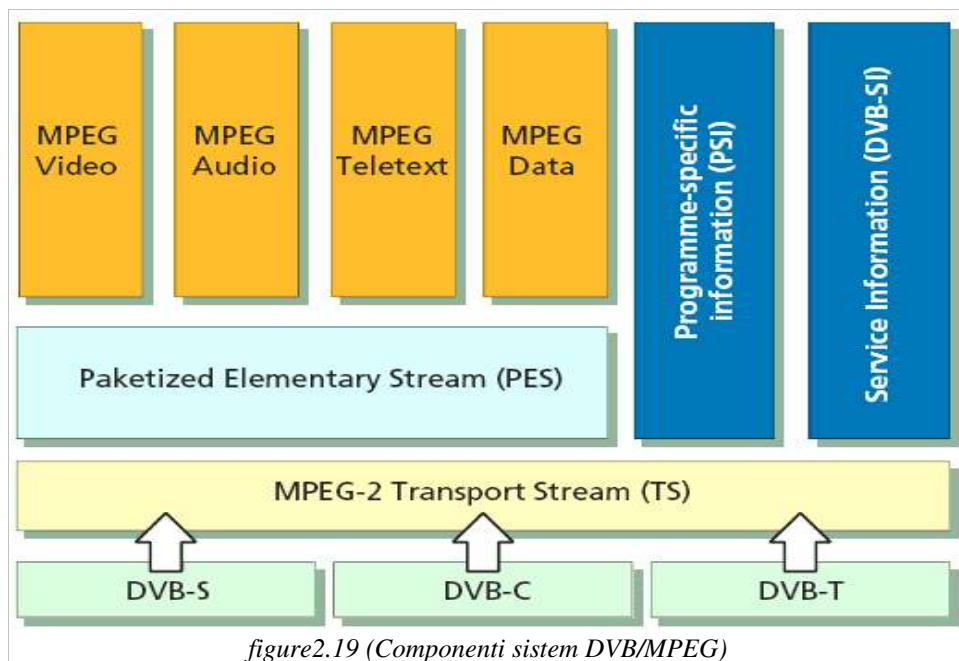 MPEG
Video
MPEG
Audio
MPEG
Teletext
MPEG
Data
Programme-specific
information (PSI)
Service Information (DVB-SI)
Paketized Elementary Stream (PES)
MPEG-2 Transport Stream (TS)
DVB-S
DVB-C
DVB-T
figure2.19 (Componenti sistem DVB/MPEG)